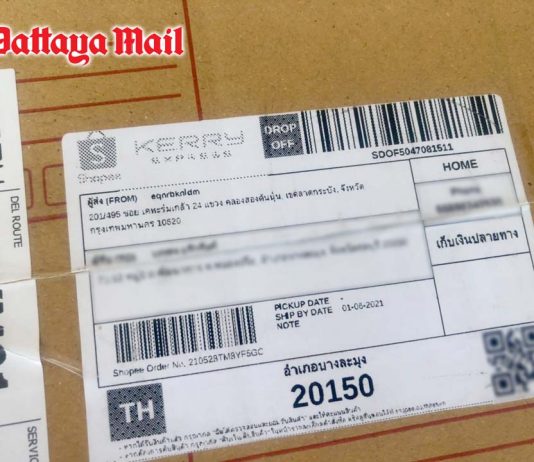 Pattaya Mail
DEL ROUTE
Shopee
KERRY
EXPRESS
DROP
OFF
SDOF5047081511
ผู้ส่ง (FROM) eqnrbknldm
201/495 ซอย เคหะร่มเกล้า 24 แขวง คลองสองต้นนุ่น, เขตลาดกระบัง, จังหวัด
กรุงเทพมหานคร 10520
HOME
เก็บเงินปลายทาง
PICKUP DATE -
SHIP BY DATE 01-06-2021
NOTE
Shopee Order No. 210528TM8YF5GC
อำเภอบางละมุง
TH
20150